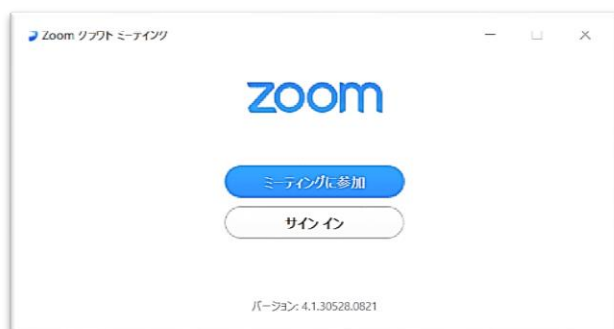 Zoom クラウド ミーティング
zoom
ミーティングに参加
サイン イン
バージョン: 4.1.30528.0821